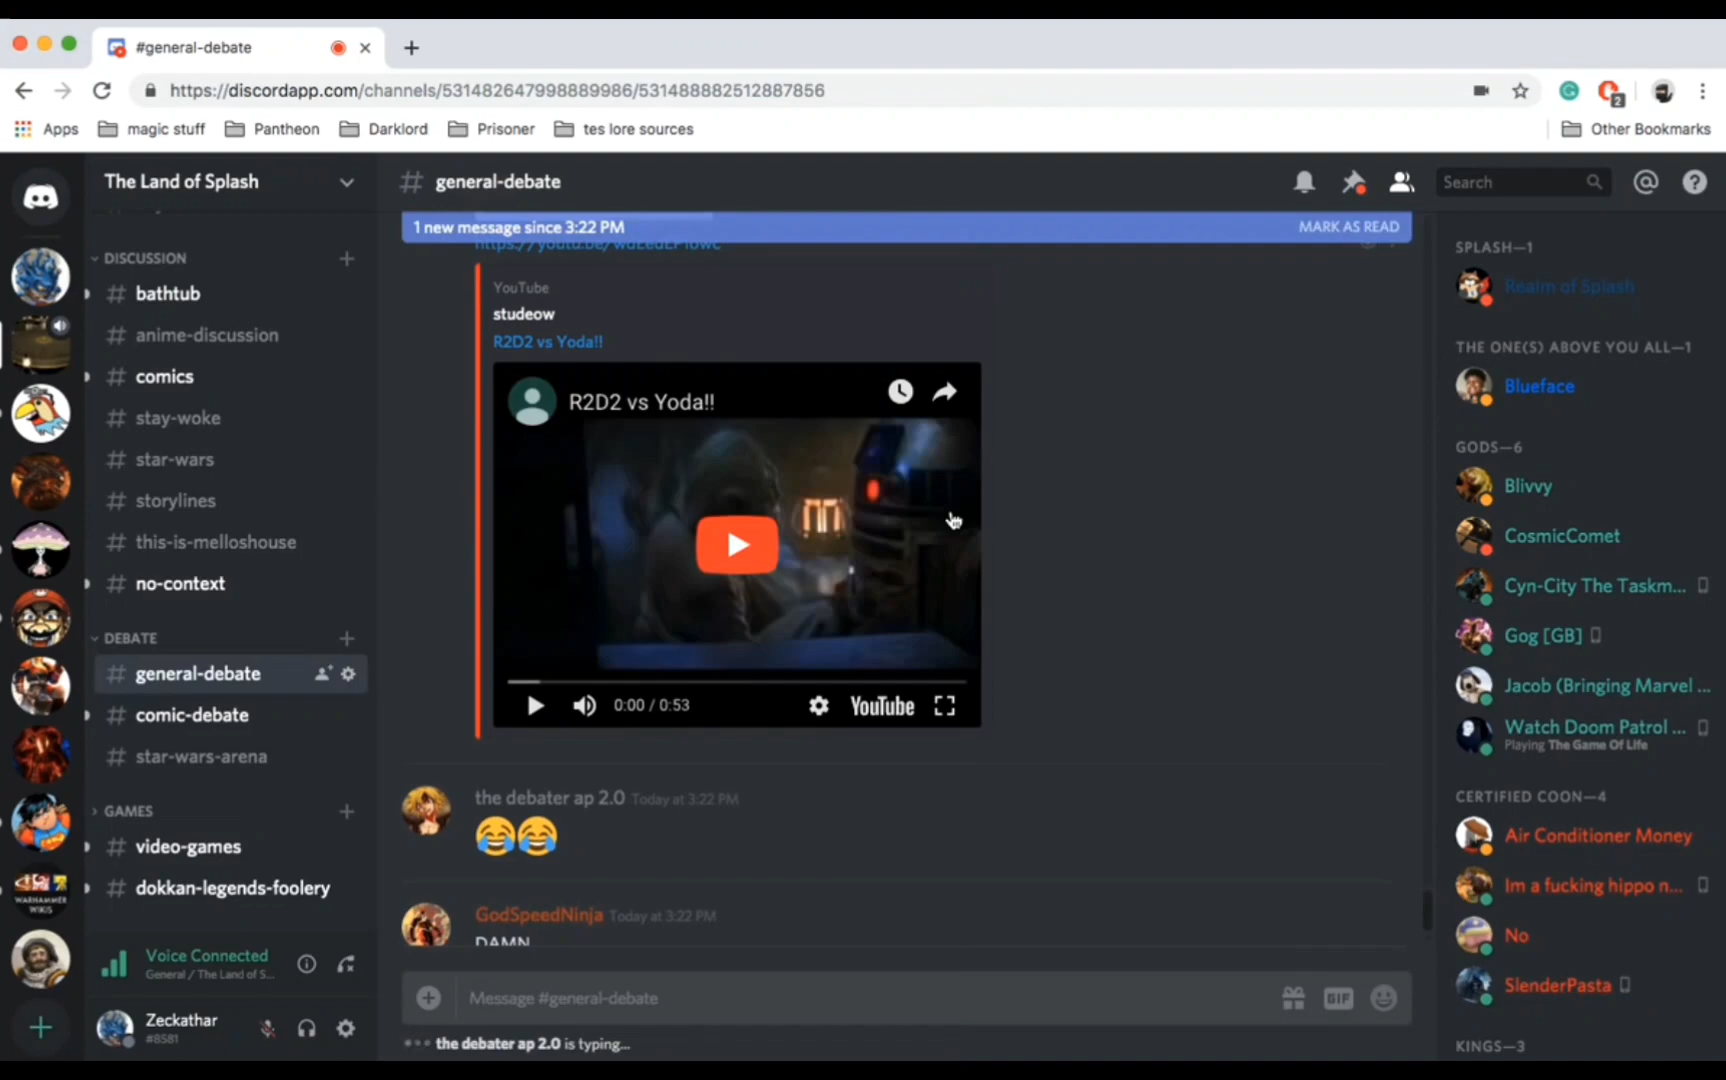 #general-debate
https://discordapp.com/channels/531482647998889986/531488882512887856
2
Apps
magic stuff
Pantheon
Darklord
Prisoner
tes lore sources
Other Bookmarks
The Land of Splash
# general-debate
Search
1 new message since 3:22 PM
MARK AS READ
DISCUSSION
# bathtub
# anime-discussion
# comics
# stay-woke
# star-wars
# storylines
# this-is-melloshouse
# no-context
DEBATE
# general-debate
# comic-debate
# star-wars-arena
GAMES
# video-games
# dokkan-legends-foolery
WARHAMMER
WIKIS
Voice Connected
General / The Land of S...
Zeckathar
#8581
YouTube
studeow
R2D2 vs Yoda!!
R2D2 vs Yoda!!
0:00 / 0:53
YouTube
the debater ap 2.0 Today at 3:22 PM
GodSpeedNinja Today at 3:22 PM
DAMN
Message #general-debate
GIF
the debater ap 2.0 is typing...
SPLASH—1
Realm of Splash
THE ONE(S) ABOVE YOU ALL—1
Blueface
GODS—6
Blivvy
CosmicComet
Cyn-City The Taskm...
Gog [GB]
Jacob (Bringing Marvel ...
Watch Doom Patrol ...
Playing The Game Of Life
CERTIFIED COON—4
Air Conditioner Money
Im a fucking hippo n...
No
SlenderPasta
KINGS—3